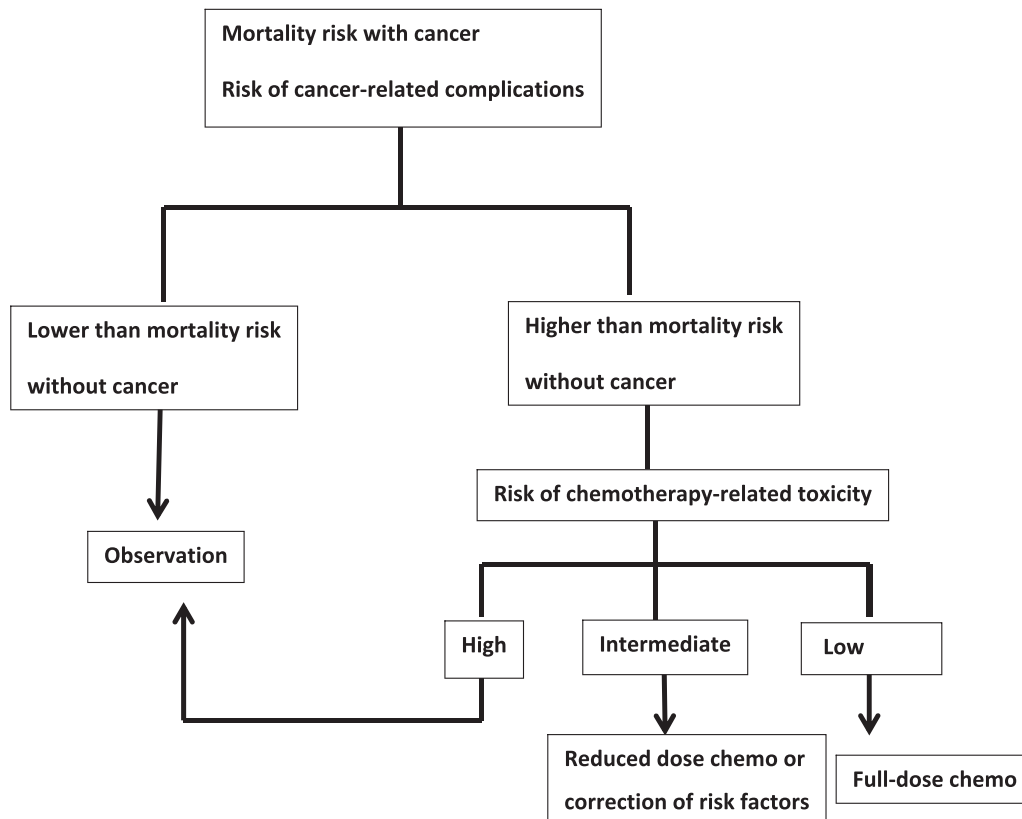 Mortality risk with cancer
Risk of cancer-related complications
Lower than mortality risk
without cancer
Higher than mortality risk
without cancer
Risk of chemotherapy-related toxicity
Observation
High
Intermediate
Low
Reduced dose chemo or
correction of risk factors
Full-dose chemo